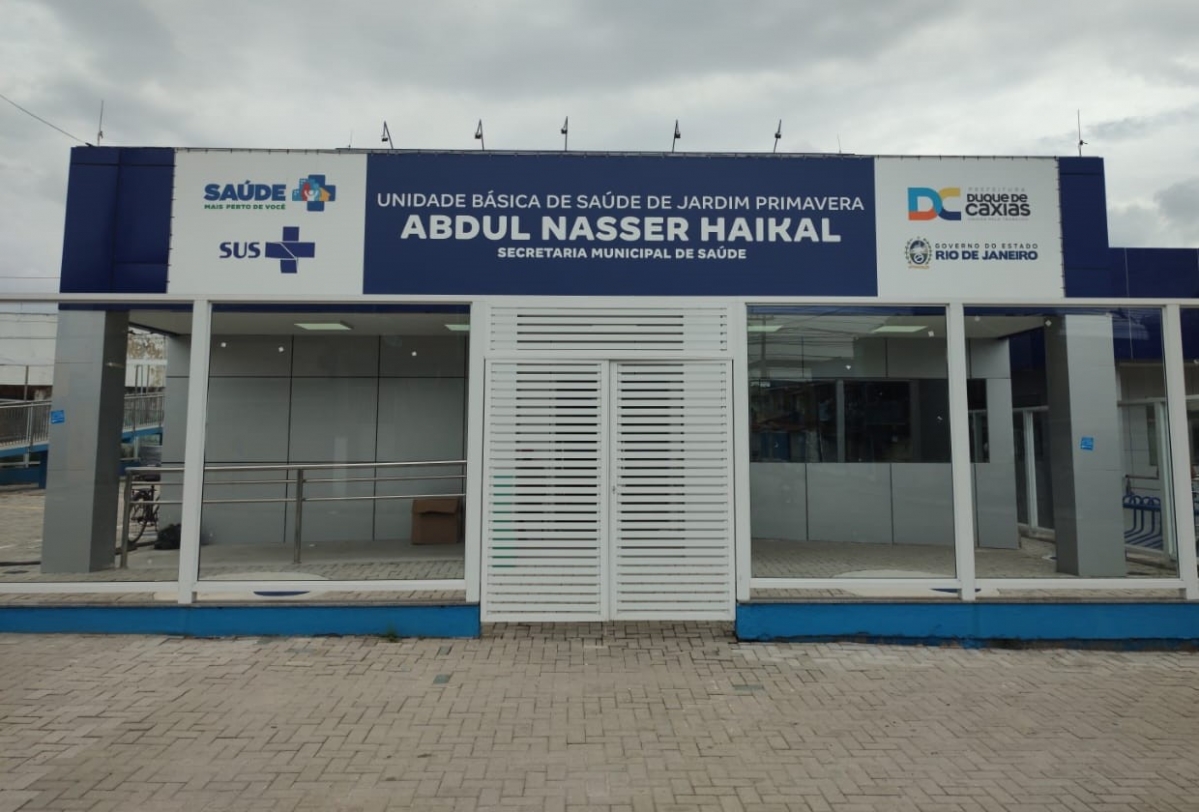 SAÚDE
MAIS PERTO DE VOCÊ
SUS
UNIDADE BÁSICA DE SAÚDE DE JARDIM PRIMAVERA
ABDUL NASSER HAIKAL
SECRETARIA MUNICIPAL DE SAÚDE
DC
PREFEITURA
DUQUE DE
CAXIAS
GOVERNO DO ESTADO
RIO DE JANEIRO